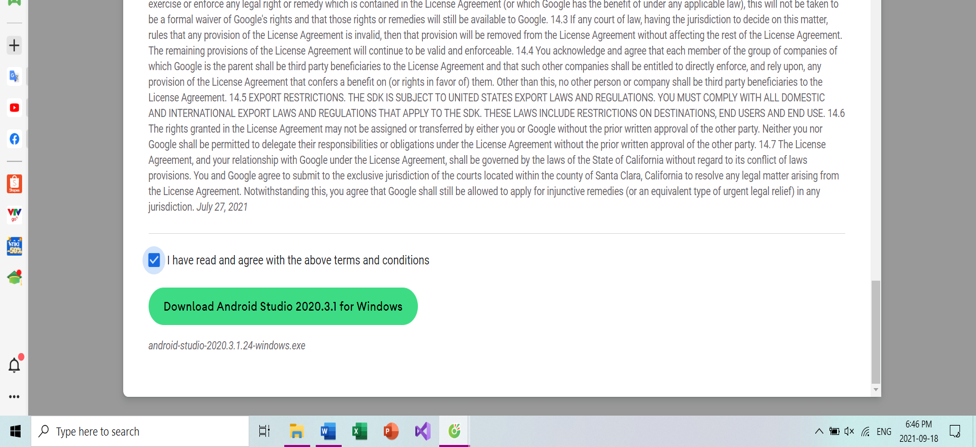 exercise or enforce any legal right or remedy which is contained in the License Agreement (or which Google has the benefit of under any applicable law), this will not be taken to
be a formal waiver of Google's rights and that those rights or remedies will still be available to Google. 14.3 If any court of law, having the jurisdiction to decide on this matter,
rules that any provision of the License Agreement is invalid, then that provision will be removed from the License Agreement without affecting the rest of the License Agreement.
The remaining provisions of the License Agreement will continue to be valid and enforceable. 14.4 You acknowledge and agree that each member of the group of companies of
which Google is the parent shall be third party beneficiaries to the License Agreement and that such other companies shall be entitled to directly enforce, and rely upon, any
provision of the License Agreement that confers a benefit on (or rights in favor of) them. Other than this, no other person or company shall be third party beneficiaries to the
License Agreement. 14.5 EXPORT RESTRICTIONS. THE SDK IS SUBJECT TO UNITED STATES EXPORT LAWS AND REGULATIONS. YOU MUST COMPLY WITH ALL DOMESTIC
AND INTERNATIONAL EXPORT LAWS AND REGULATIONS THAT APPLY TO THE SDK. THESE LAWS INCLUDE RESTRICTIONS ON DESTINATIONS, END USERS AND END USE. 14.6
The rights granted in the License Agreement may not be assigned or transferred by either you or Google without the prior written approval of the other party. Neither you nor
Google shall be permitted to delegate their responsibilities or obligations under the License Agreement without the prior written approval of the other party. 14.7 The License
Agreement, and your relationship with Google under the License Agreement, shall be governed by the laws of the State of California without regard to its conflict of laws
provisions. You and Google agree to submit to the exclusive jurisdiction of the courts located within the county of Santa Clara, California to resolve any legal matter arising from
the License Agreement. Notwithstanding this, you agree that Google shall still be allowed to apply for injunctive remedies (or an equivalent type of urgent legal relief) in any
jurisdiction. July 27, 2021
I have read and agree with the above terms and conditions
Download Android Studio 2020.3.1 for Windows
android-studio-2020.3.1.24-windows.exe
VTV
Type here to search
ENG
6:46 PM
2021-09-18